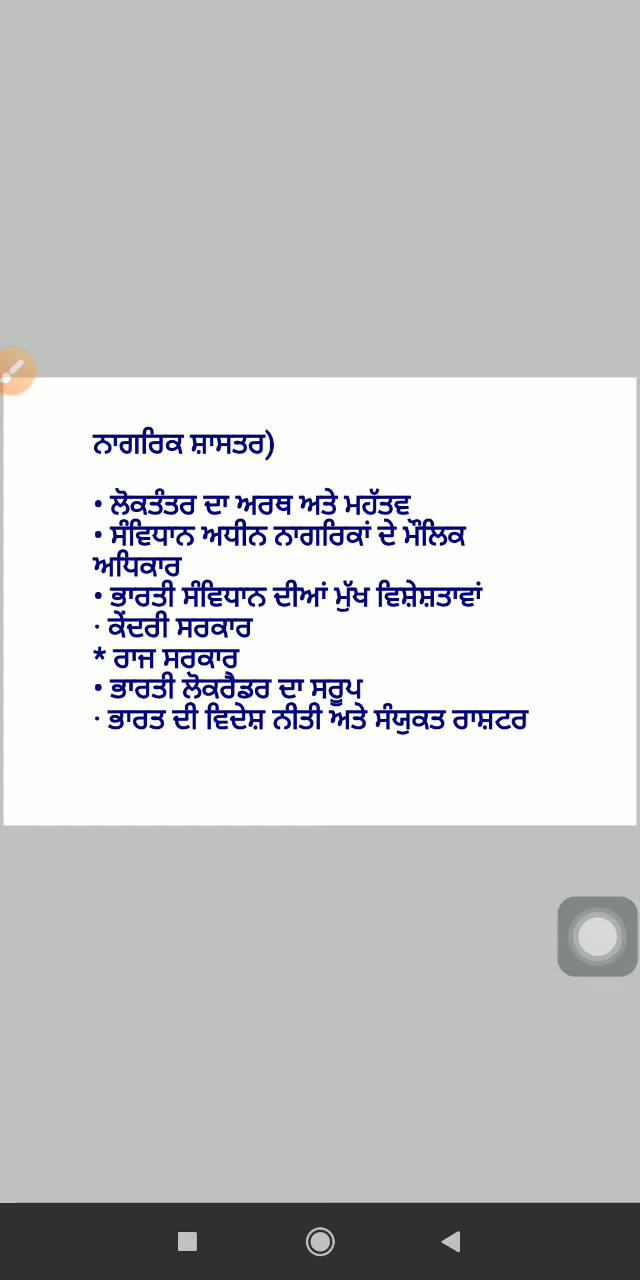 ਨਾਗਰਿਕ ਸ਼ਾਸਤਰ)
• ਲੋਕਤੰਤਰ ਦਾ ਅਰਥ ਅਤੇ ਮਹੱਤਵ
• ਸੰਵਿਧਾਨ ਅਧੀਨ ਨਾਗਰਿਕਾਂ ਦੇ ਮੌਲਿਕ
ਅਧਿਕਾਰ
• ਭਾਰਤੀ ਸੰਵਿਧਾਨ ਦੀਆਂ ਮੁੱਖ ਵਿਸ਼ੇਸ਼ਤਾਵਾਂ
· ਕੇਂਦਰੀ ਸਰਕਾਰ
* ਰਾਜ ਸਰਕਾਰ
• ਭਾਰਤੀ ਲੋਕਰੈਡਰ ਦਾ ਸਰੂਪ
· ਭਾਰਤ ਦੀ ਵਿਦੇਸ਼ ਨੀਤੀ ਅਤੇ ਸੰਯੁਕਤ ਰਾਸ਼ਟਰ